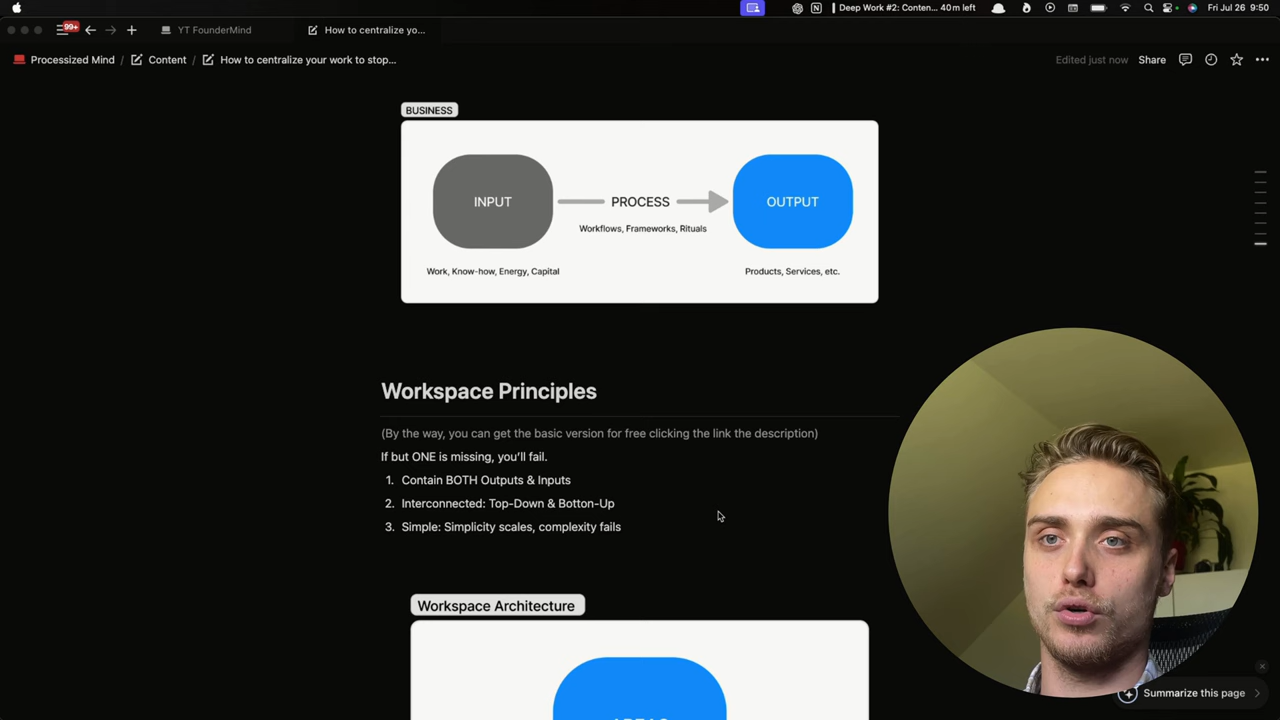 Deep Work #2: Conten... 40m left
Fri Jul 26 9:50
99+
YT FounderMind
How to centralize yo...
Processized Mind / Content / How to centralize your work to stop...
Edited just now
Share
BUSINESS
INPUT
PROCESS
OUTPUT
Workflows, Frameworks, Rituals
Work, Know-how, Energy, Capital
Products, Services, etc.
Workspace Principles
(By the way, you can get the basic version for free clicking the link the description)
If but ONE is missing, you'll fail.
1. Contain BOTH Outputs & Inputs
2. Interconnected: Top-Down & Botton-Up
3. Simple: Simplicity scales, complexity fails
Workspace Architecture
Summarize this page